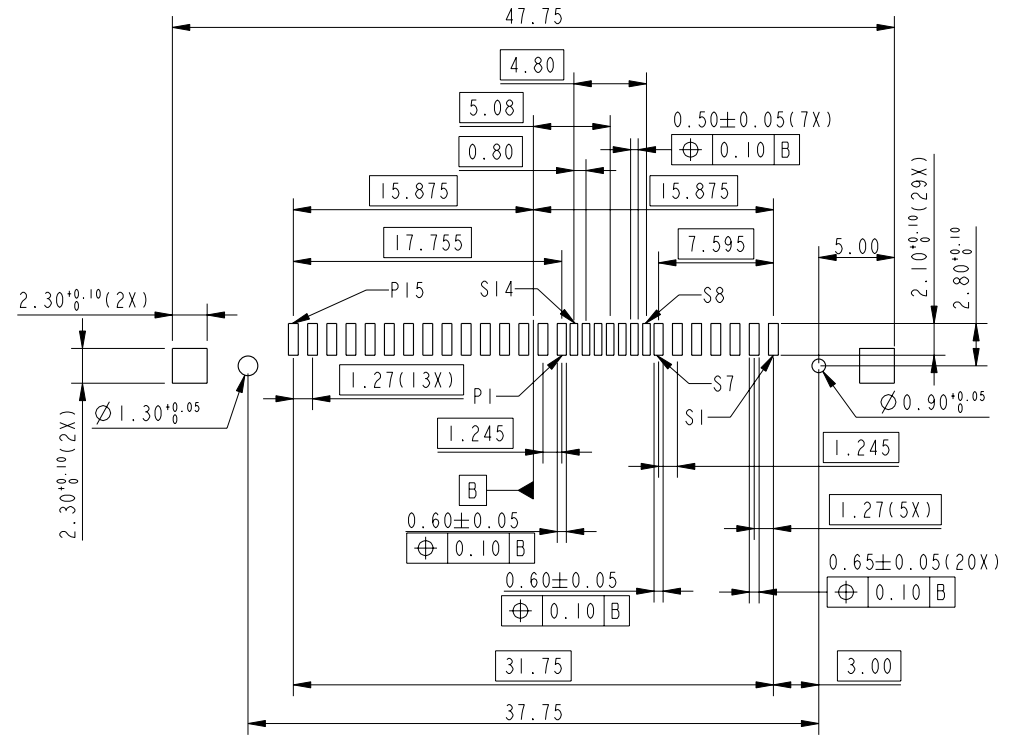 47.75
4.80
5.08
0.50±0.05(7X)
⌖ 0.10 B
0.80
15.875
15.875
2.10+0.10 0(29X)
2.80+0.10 0
17.755
7.595
5.00
2.30+0.10 0(2X)
P15
S14
S8
1.27(13X)
P1
S7
S1
Ø1.30+0.05 0
Ø0.90+0.05 0
2.30+0.10 0(2X)
1.245
1.245
B
1.27(5X)
0.60±0.05
⌖ 0.10 B
0.65±0.05(20X)
⌖ 0.10 B
0.60±0.05
⌖ 0.10 B
31.75
3.00
37.75